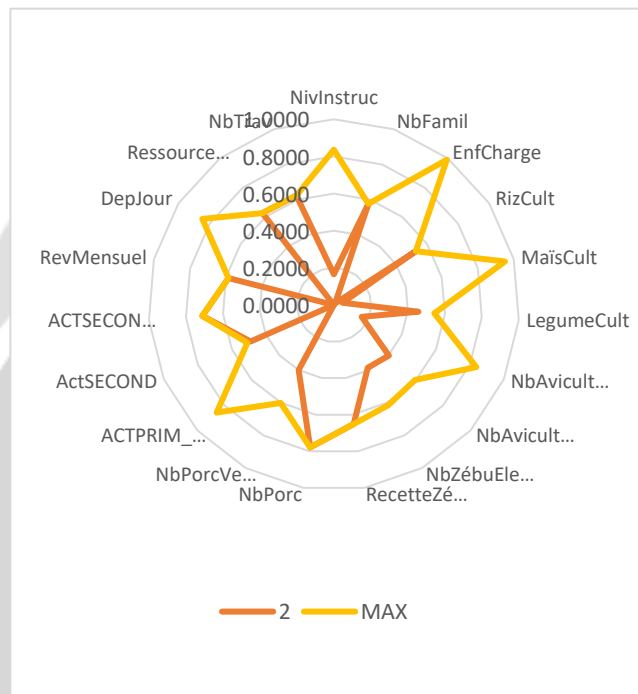 NivInstruc
NbFamil
EnfCharge
RizCult
MaïsCult
LegumeCult
NbAvicult...
NbAvicult...
NbZébuEle...
RecetteZé...
NbPorc
NbPorcVe...
ACTPRIM_...
ActSECOND
ACTSECON...
RevMensuel
DepJour
Ressource...
NbTrav
1.0000
0.8000
0.6000
0.4000
0.2000
0.0000
2
MAX